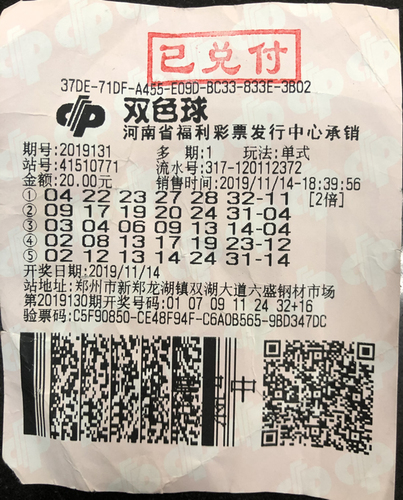 已兑付
37DE-71DF-A455-E09D-BC33-833E-3B02
双色球
河南省福利彩票发行中心承销
期号:2019131 多 期:1 玩法:单式
站号:41510771 流水号:317-120112372
金额:20.00元 销售时间:2019/11/14-18:39:56
① 04 22 23 27 28 32-11 [2倍]
② 09 17 19 20 24 31-04
③ 03 04 06 09 13 14-04
④ 02 08 13 17 19 23-12
⑤ 02 12 13 14 24 31-14
开奖日期:2019/11/14
站地址:郑州市新郑龙湖镇双湖大道六盛钢材市场
第2019130期开奖号码:01 07 09 11 24 32+16
验票码:C5F90850-CE48F94F-C6A0B565-9BD347DC